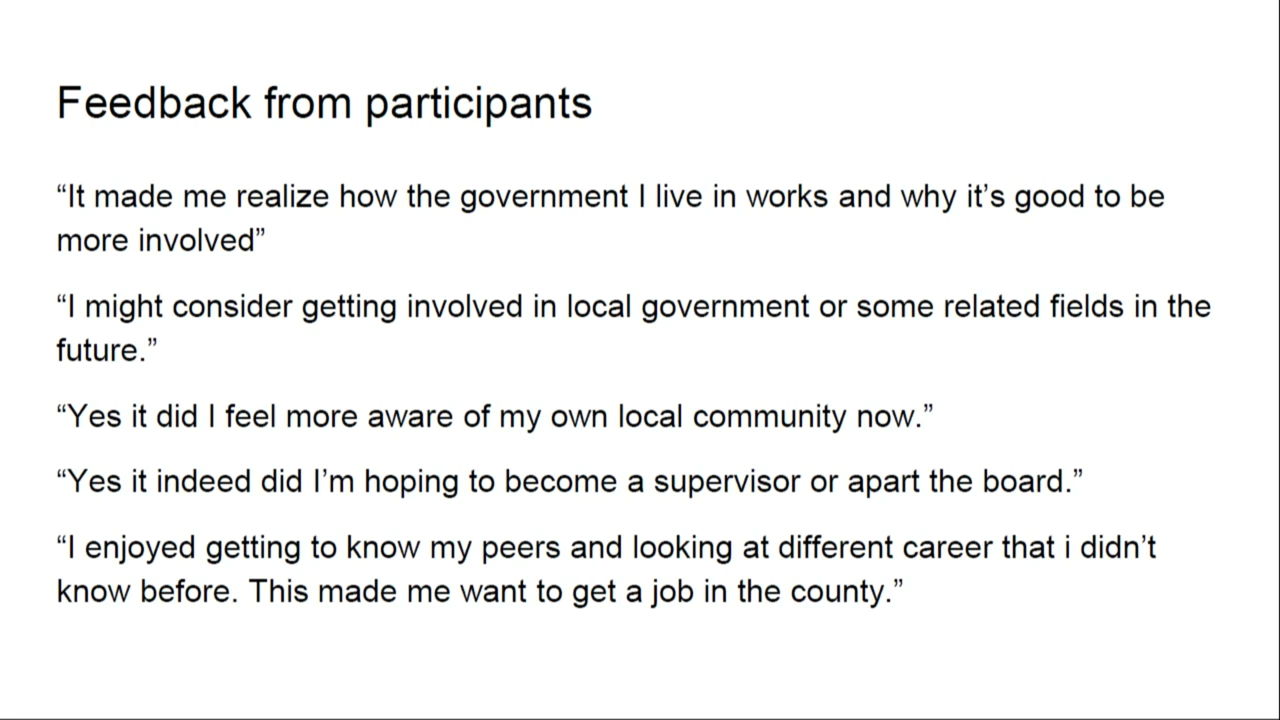 Feedback from participants
“It made me realize how the government I live in works and why it’s good to be
more involved”
“I might consider getting involved in local government or some related fields in the
future.”
“Yes it did I feel more aware of my own local community now.”
“Yes it indeed did I’m hoping to become a supervisor or apart the board.”
“I enjoyed getting to know my peers and looking at different career that i didn’t
know before. This made me want to get a job in the county.”